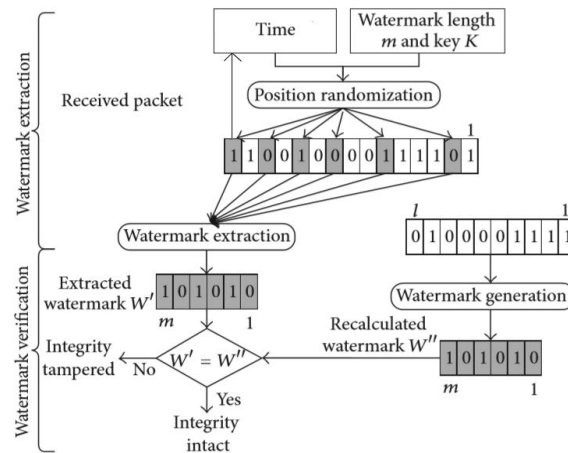 Time
Watermark length
m and key K
Position randomization
Watermark extraction
Received packet
1
1 1 0 0 1 0 0 0 0 1 1 1 1 0 1
Watermark extraction
l 1
0 1 0 0 0 0 1 1 1 1
Watermark generation
Watermark verification
Extracted
watermark W′
1 0 1 0 1 0
m 1
Recalculated
watermark W″
1 0 1 0 1 0
m 1
W′ = W″
No
Integrity
tampered
Yes
Integrity
intact